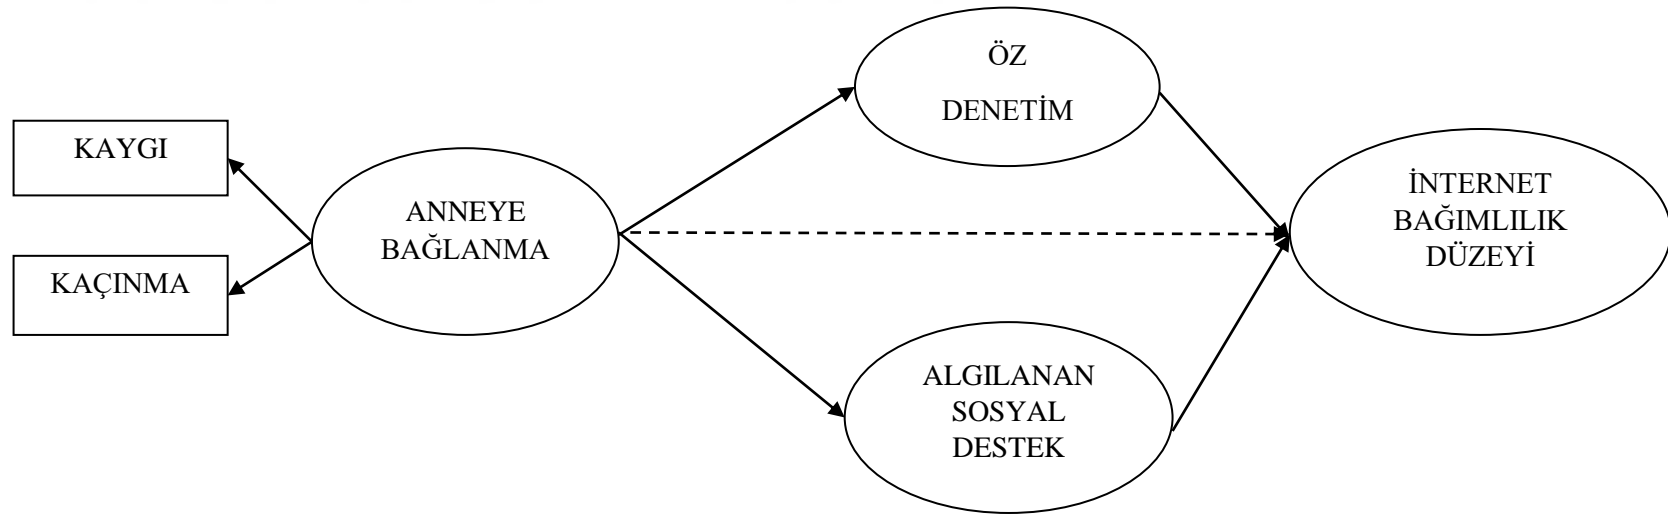 KAYGI
KAÇINMA
ANNEYE
BAĞLANMA
ÖZ
DENETİM
ALGILANAN
SOSYAL
DESTEK
İNTERNET
BAĞIMLILIK
DÜZEYİ